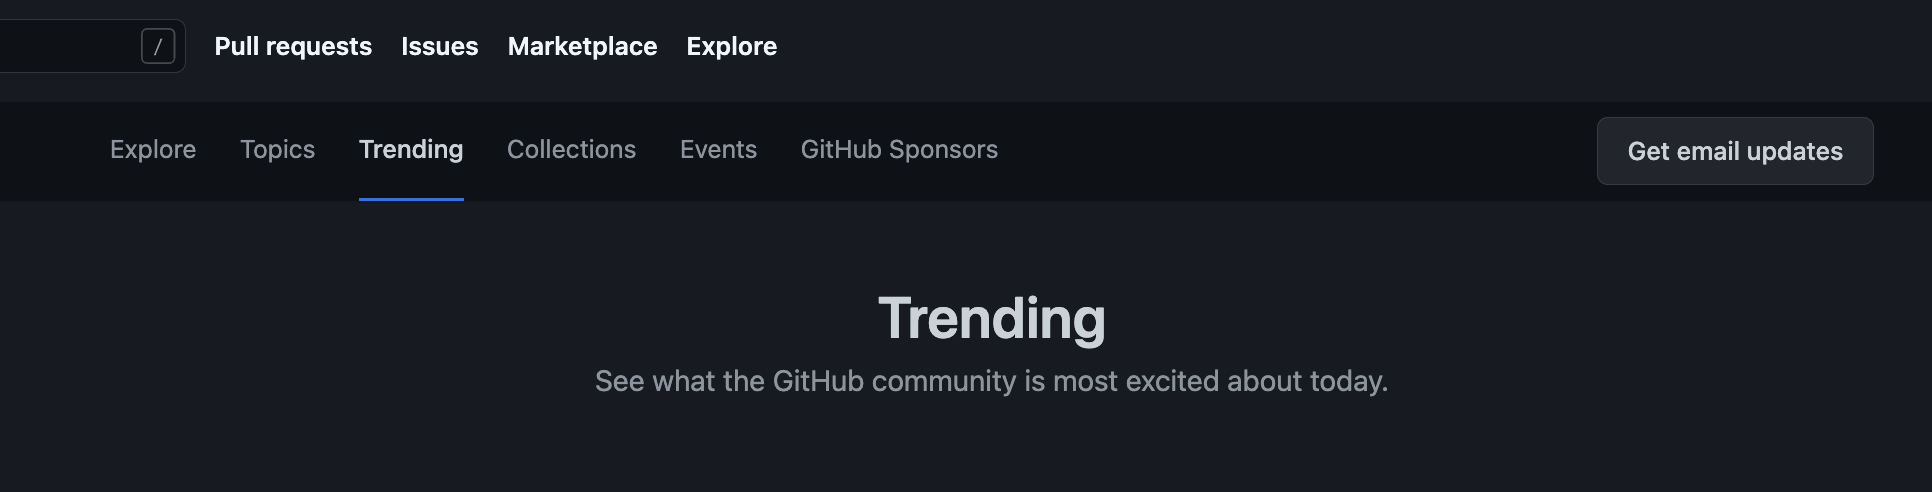 / Pull requests Issues Marketplace Explore
Explore Topics Trending Collections Events GitHub Sponsors Get email updates
Trending
See what the GitHub community is most excited about today.